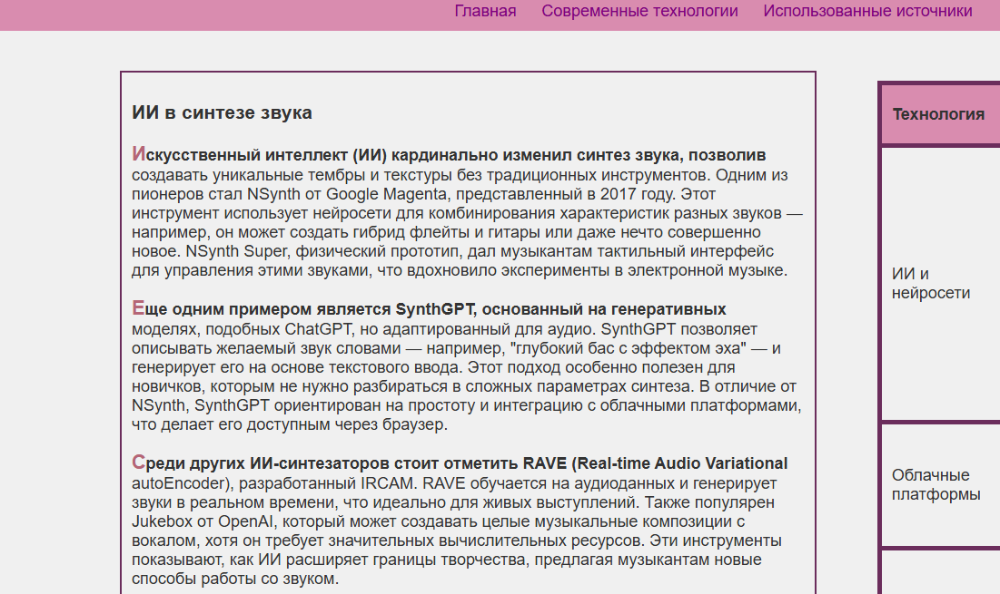 Главная Современные технологии Использованные источники
ИИ в синтезе звука
Искусственный интеллект (ИИ) кардинально изменил синтез звука, позволив
создавать уникальные тембры и текстуры без традиционных инструментов. Одним из
пионеров стал NSynth от Google Magenta, представленный в 2017 году. Этот
инструмент использует нейросети для комбинирования характеристик разных звуков —
например, он может создать гибрид флейты и гитары или даже нечто совершенно
новое. NSynth Super, физический прототип, дал музыкантам тактильный интерфейс
для управления этими звуками, что вдохновило эксперименты в электронной музыке.
Еще одним примером является SynthGPT, основанный на генеративных
моделях, подобных ChatGPT, но адаптированный для аудио. SynthGPT позволяет
описывать желаемый звук словами — например, "глубокий бас с эффектом эха" — и
генерирует его на основе текстового ввода. Этот подход особенно полезен для
новичков, которым не нужно разбираться в сложных параметрах синтеза. В отличие от
NSynth, SynthGPT ориентирован на простоту и интеграцию с облачными платформами,
что делает его доступным через браузер.
Среди других ИИ-синтезаторов стоит отметить RAVE (Real-time Audio Variational
autoEncoder), разработанный IRCAM. RAVE обучается на аудиоданных и генерирует
звуки в реальном времени, что идеально для живых выступлений. Также популярен
Jukebox от OpenAI, который может создавать целые музыкальные композиции с
вокалом, хотя он требует значительных вычислительных ресурсов. Эти инструменты
показывают, как ИИ расширяет границы творчества, предлагая музыкантам новые
способы работы со звуком.
Технология
ИИ и
нейросети
Облачные
платформы